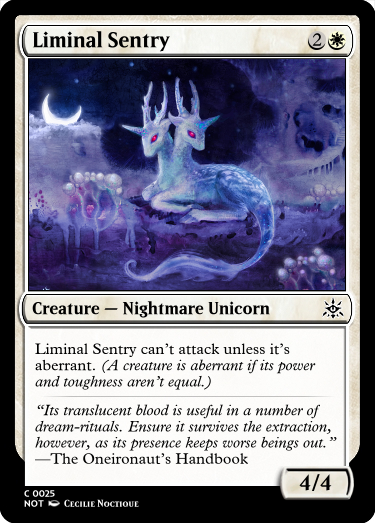 Liminal Sentry 2
Creature — Nightmare Unicorn
Liminal Sentry can't attack unless it's
aberrant. (A creature is aberrant if its power
and toughness aren't equal.)
“Its translucent blood is useful in a number of
dream-rituals. Ensure it survives the extraction,
however, as its presence keeps worse beings out.”
—The Oneironaut's Handbook
4/4
C 0025
NOT Cecilie Noctioue